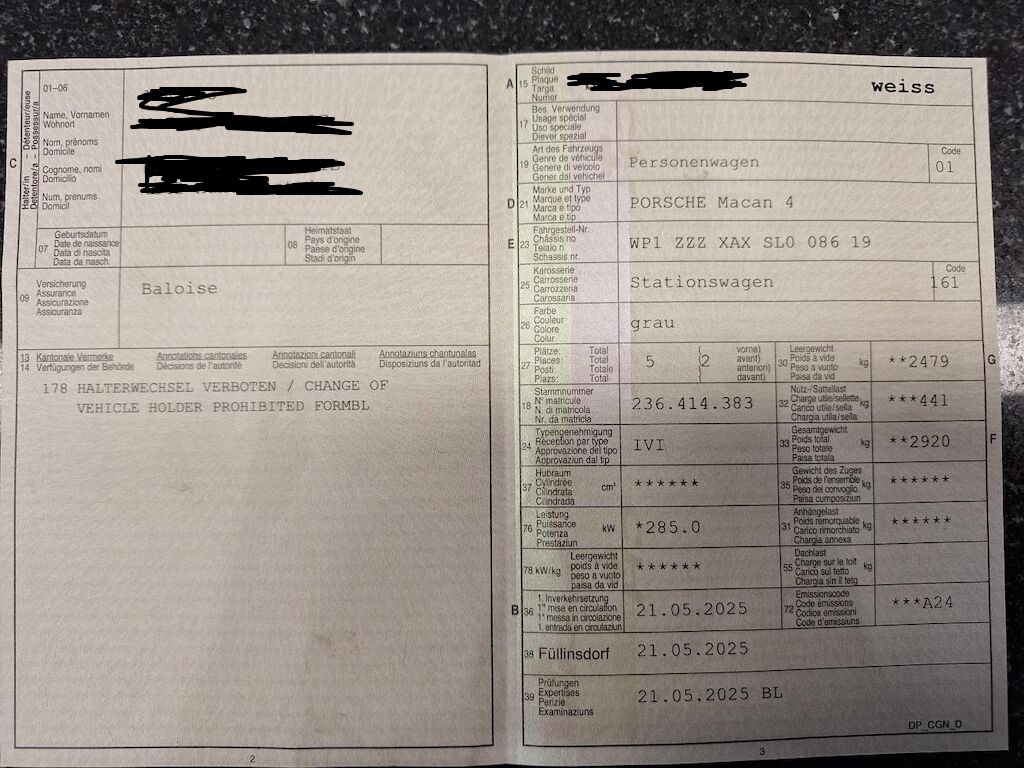 Halter/in – Détenteur/euse
Detentore/a – Possessur/a
C
01–06
Name, Vornamen
Wohnort
Nom, prénoms
Domicile
Cognome, nomi
Domicilio
Num, prenums
Domicil
07
Geburtsdatum
Date de naissance
Data di nascita
Data da nasch.
08
Heimatstaat
Pays d'origine
Paese d'origine
Stadi d'origin
09
Versicherung
Assurance
Assicurazione
Assicuranza
Baloise
13 Kantonale Vermerke Annotations cantonales Annotazioni cantonali Annotaziuns chantunalas
14 Verfügungen der Behörde Décisions de l'autorité Decisioni dell'autorità Disposiziuns da l'autoritad
178 HALTERWECHSEL VERBOTEN / CHANGE OF
VEHICLE HOLDER PROHIBITED FORMBL
2
A 15
Schild
Plaque
Targa
Numer
weiss
17
Bes. Verwendung
Usage spécial
Uso speciale
Diever spezial
19
Art des Fahrzeugs
Genre de véhicule
Genere di veicolo
Gener dal vehichel
Personenwagen
Code
01
D 21
Marke und Typ
Marque et type
Marca e tipo
Marca e tip
PORSCHE Macan 4
E 23
Fahrgestell-Nr.
Châssis no
Telaio n.
Schassis nr.
WP1 ZZZ XAX SL0 086 19
25
Karosserie
Carrosserie
Carrozzeria
Carossaria
Stationswagen
Code
161
26
Farbe
Couleur
Colore
Colur
grau
27
Plätze: Total
Places: Total
Posti: Totale
Plazs: Total
5 ( 2
vorne)
avant)
anteriori)
davant)
30
Leergewicht
Poids à vide
Peso a vuoto
Paisa da vid
kg
**2479
G
18
Stammnummer
N° matricule
N. di matricola
Nr. da matricla
236.414.383
32
Nutz-/Sattellast
Charge utile/sellette
Carico utile/sella
Chargia utila/sella
kg
***441
24
Typengenehmigung
Réception par type
Approvazione del tipo
Approvaziun dal tip
IVI
33
Gesamtgewicht
Poids total
Peso totale
Paisa totala
kg
**2920
F
37
Hubraum
Cylindrée
Cilindrata
Cilindrada
cm³
******
35
Gewicht des Zuges
Poids de l'ensemble
Peso del convoglio
Paisa cumposiziun
kg
******
76
Leistung
Puissance
Potenza
Prestaziun
kW
*285.0
31
Anhängelast
Poids remorquable
Carico rimorchiato
Chargia annexa
kg
******
78 kW/kg
Leergewicht
poids à vide
peso a vuoto
paisa da vid
******
55
Dachlast
Charge sur le toit
Carico sul tetto
Chargia sin il tetg
kg
B 36
1. Inverkehrsetzung
1re mise en circulation
1a messa in circolazione
1. entrada en circulaziun
21.05.2025
72
Emissionscode
Code émissions
Codice emissioni
Code d'emissiuns
***A24
38 Füllinsdorf 21.05.2025
39
Prüfungen
Expertises
Perizie
Examinaziuns
21.05.2025 BL
DP_CGN_D
3